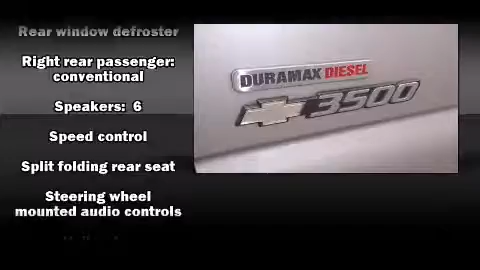 Rear window defroster
Right rear passenger:
conventional
Speakers: 6
Speed control
Split folding rear seat
Steering wheel
mounted audio controls
DURAMAX DIESEL
3500